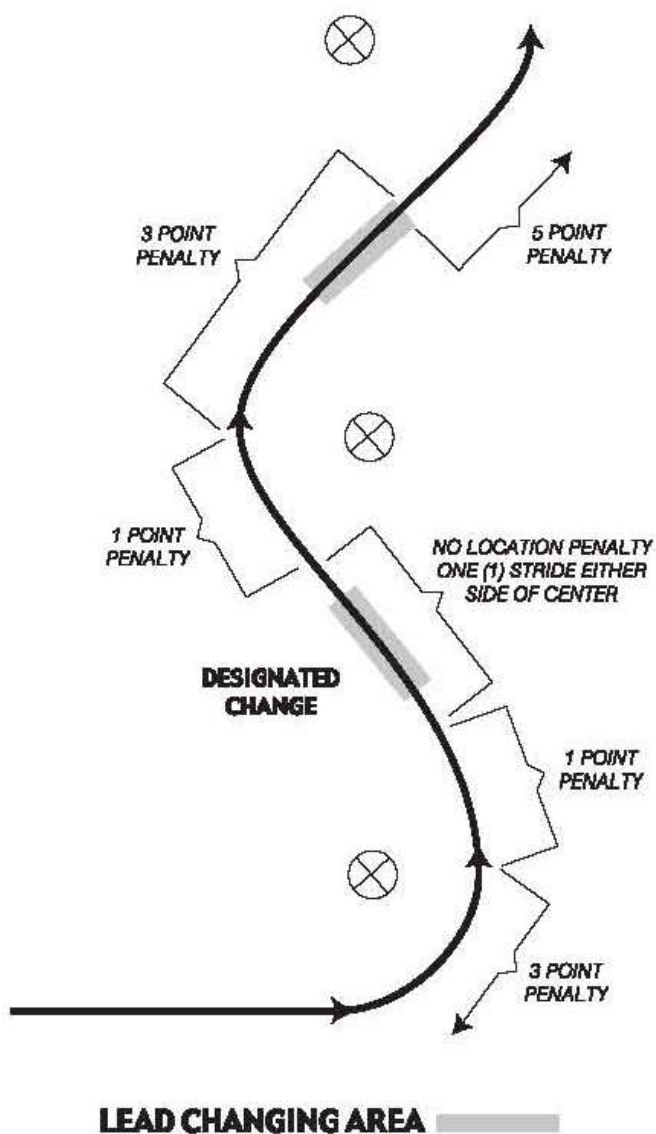 3 POINT
PENALTY
5 POINT
PENALTY
1 POINT
PENALTY
NO LOCATION PENALTY
ONE (1) STRIDE EITHER
SIDE OF CENTER
DESIGNATED
CHANGE
1 POINT
PENALTY
3 POINT
PENALTY
LEAD CHANGING AREA